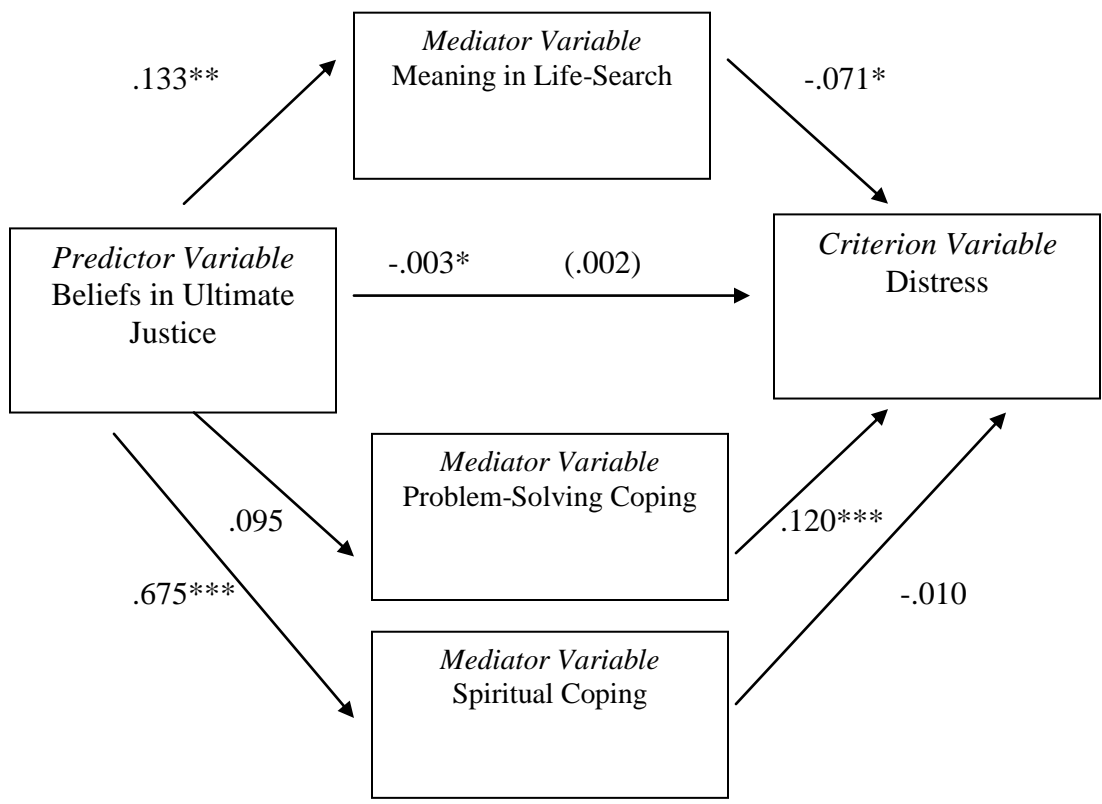 Mediator Variable
Meaning in Life-Search
.133**
-.071*
Predictor Variable
Beliefs in Ultimate
Justice
-.003* (.002)
Criterion Variable
Distress
Mediator Variable
Problem-Solving Coping
.095
.120***
.675***
-.010
Mediator Variable
Spiritual Coping